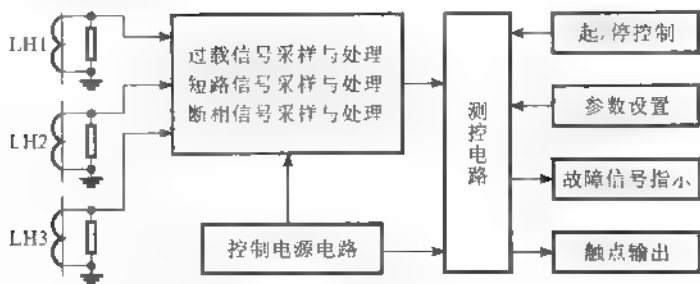 LH1
LH2
LH3
过载信号采样与处理
短路信号采样与处理
断相信号采样与处理
控制电源电路
测控电路
起、停控制
参数设置
故障信号指示
触点输出